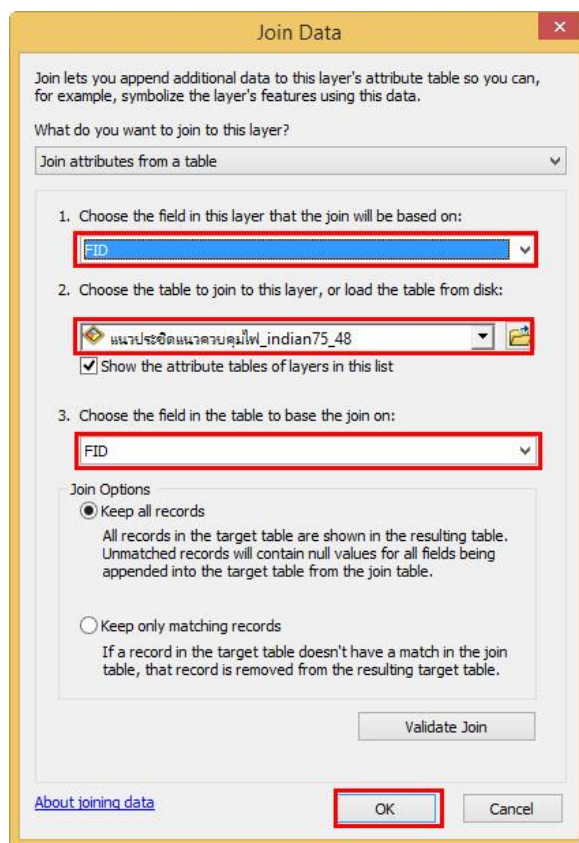 Join Data
Join lets you append additional data to this layer's attribute table so you can,
for example, symbolize the layer's features using this data.
What do you want to join to this layer?
Join attributes from a table
1. Choose the field in this layer that the join will be based on:
FID
2. Choose the table to join to this layer, or load the table from disk:
แนวประชิดแนวควบคุมไฟ_indian75_48
Show the attribute tables of layers in this list
3. Choose the field in the table to base the join on:
FID
Join Options
Keep all records
All records in the target table are shown in the resulting table.
Unmatched records will contain null values for all fields being
appended into the target table from the join table.
Keep only matching records
If a record in the target table doesn't have a match in the join
table, that record is removed from the resulting target table.
Validate Join
About joining data
OK
Cancel